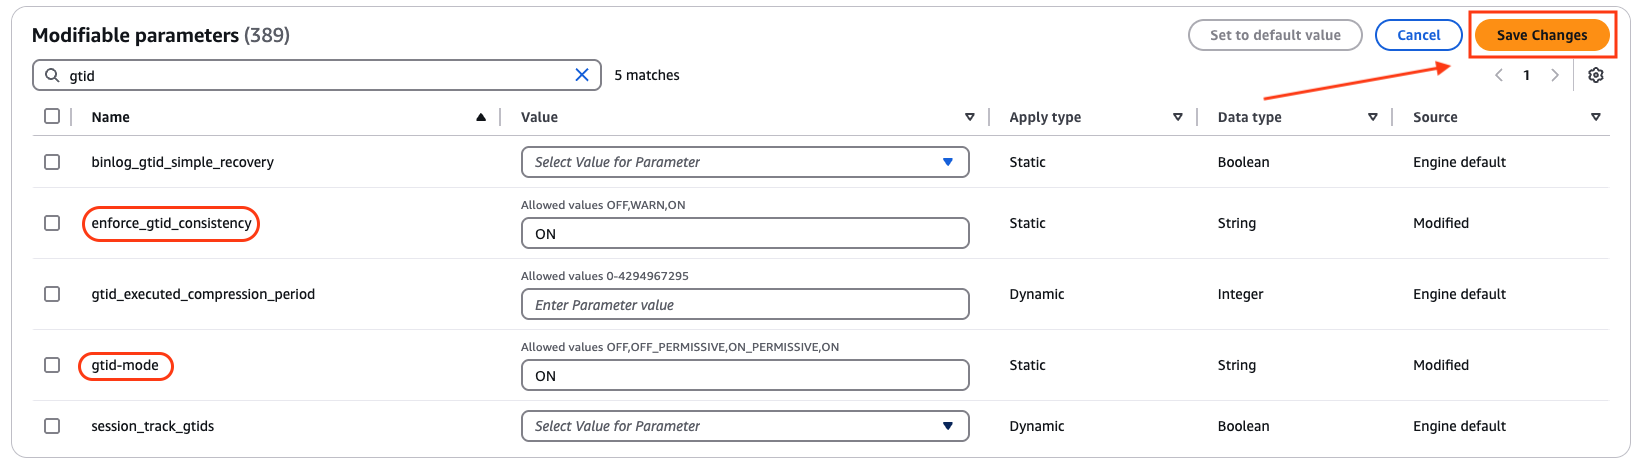 Modifiable parameters (389)
Set to default value
Cancel
Save Changes
gtid
5 matches
1
Name Value Apply type Data type Source
binlog_gtid_simple_recovery Select Value for Parameter Static Boolean Engine default
Allowed values OFF,WARN,ON
enforce_gtid_consistency ON Static String Modified
Allowed values 0-4294967295
gtid_executed_compression_period Enter Parameter value Dynamic Integer Engine default
Allowed values OFF,OFF_PERMISSIVE,ON_PERMISSIVE,ON
gtid-mode ON Static String Modified
session_track_gtids Select Value for Parameter Dynamic Boolean Engine default